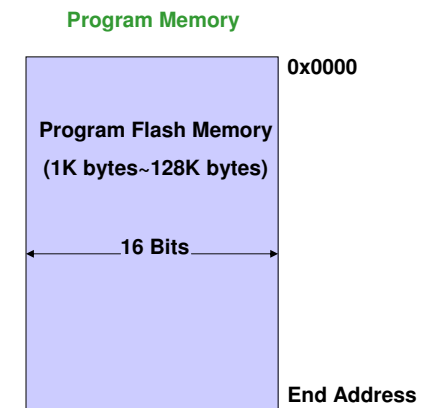 Program Memory
0x0000
Program Flash Memory
(1K bytes~128K bytes)
16 Bits
End Address